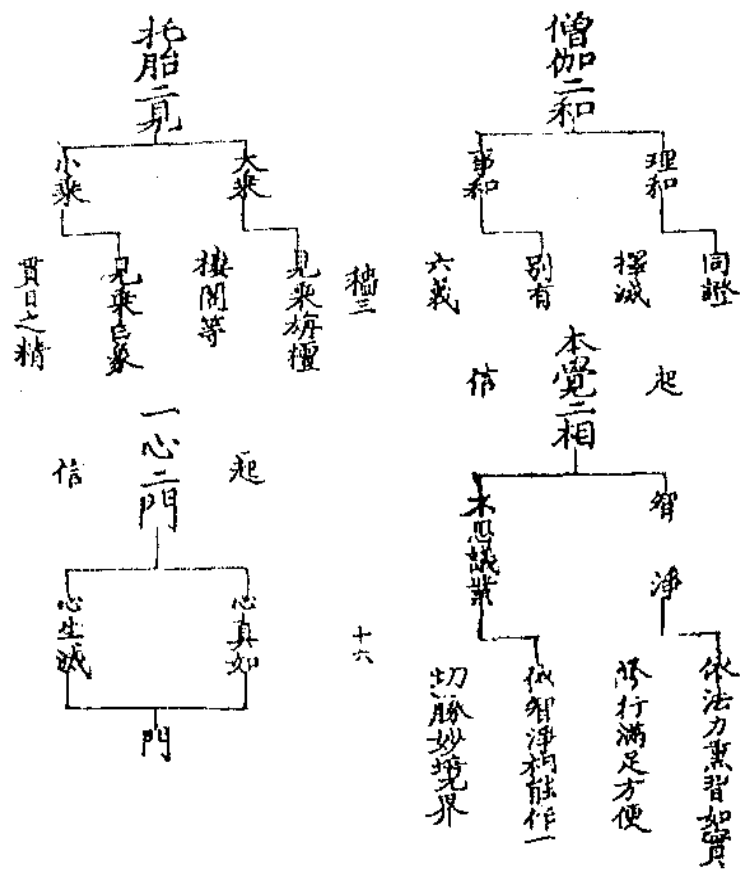 僧伽二和
理和
同證
擇滅
事和
別有
六義
起
本覺二相
信
智淨
依法力熏習如實
修行滿足方便
不思議業
依智淨相能作一
切勝妙境界
穢三
十六
托胎二見
大乘
見乘栴檀
樓閣等
小乘
見乘白象
貫日之精
起
一心二門
信
心真如
心生滅
門